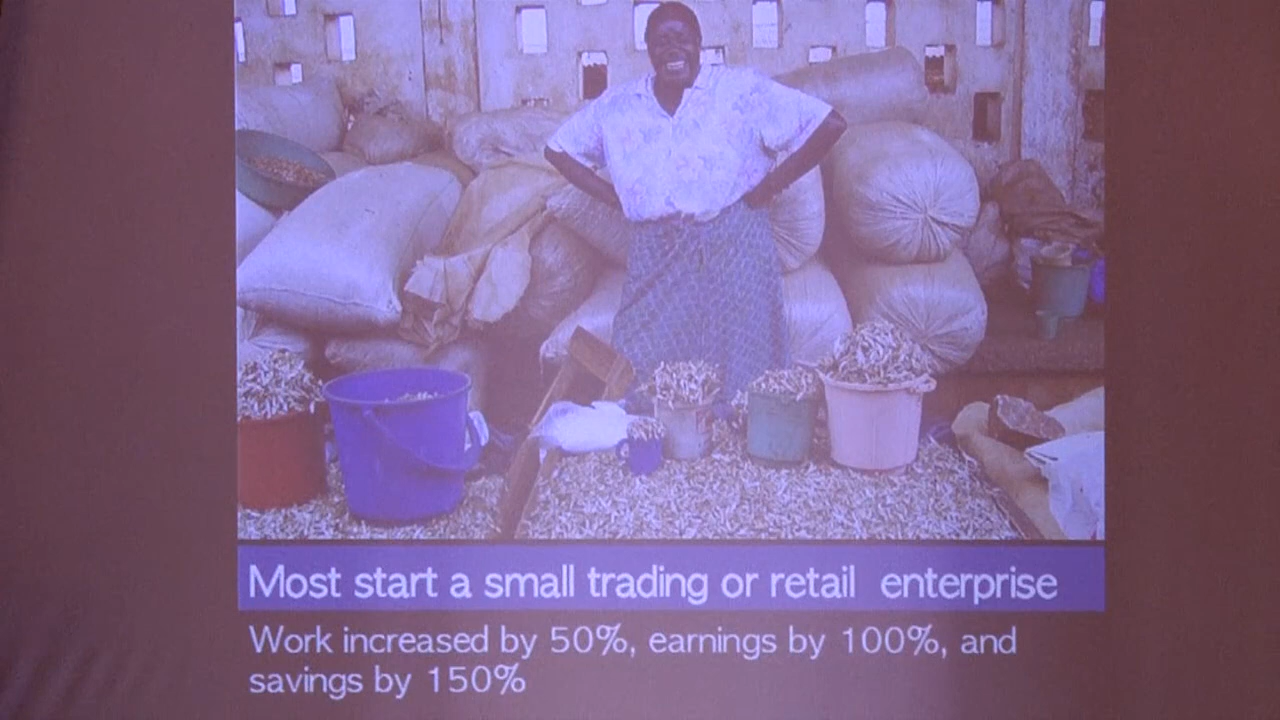 Most start a small trading or retail  enterprise
Work increased by 50%, earnings by 100%, and
savings by 150%